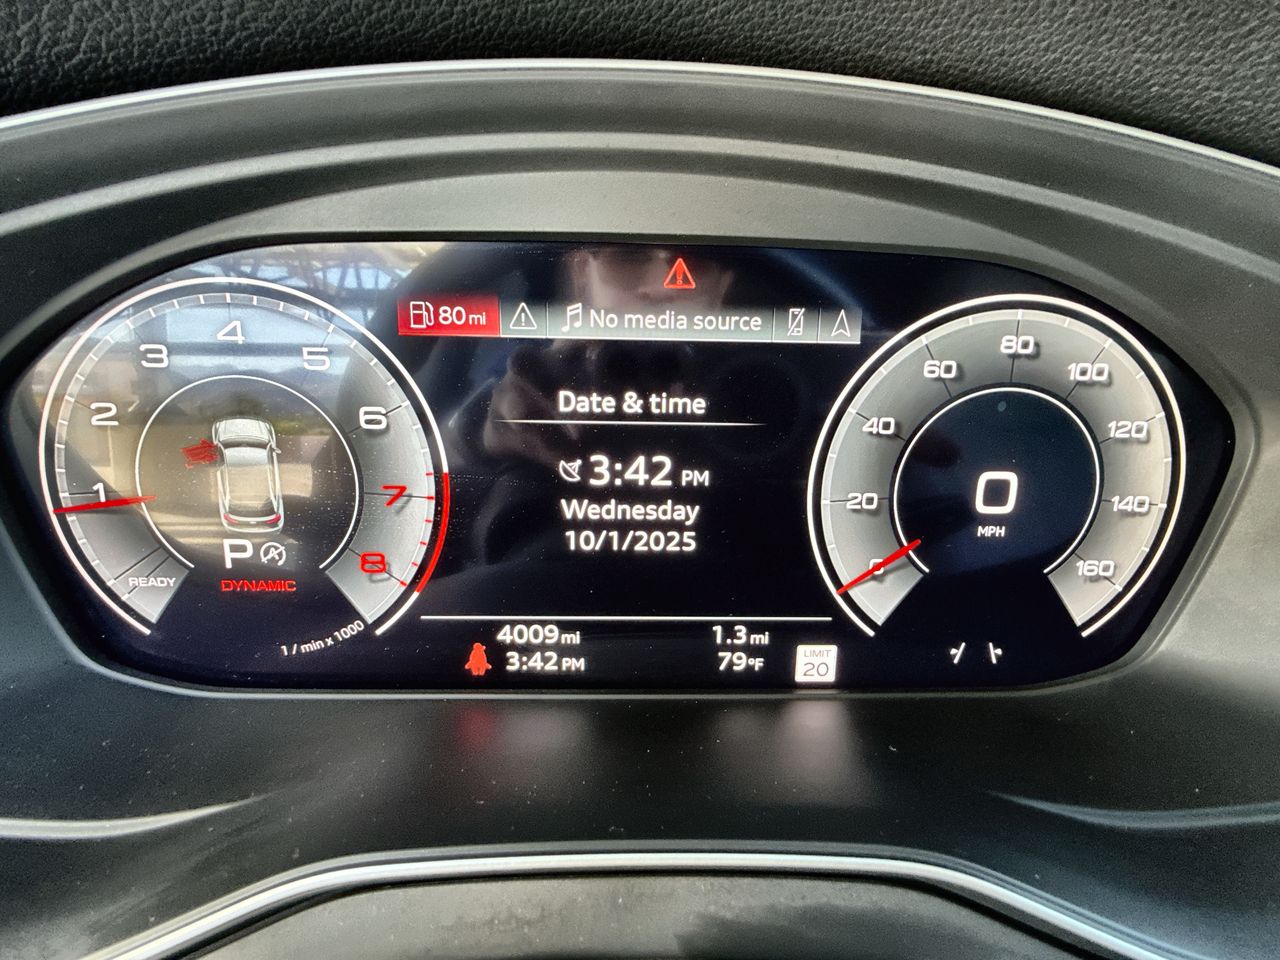 80 mi
No media source
Date & time
3:42 PM
Wednesday
10/1/2025
1
2
3
4
5
6
7
8
READY
P A
DYNAMIC
1 / min x 1000
0
20
40
60
80
100
120
140
160
0
MPH
4009 mi
3:42 PM
1.3 mi
79°F
LIMIT
20